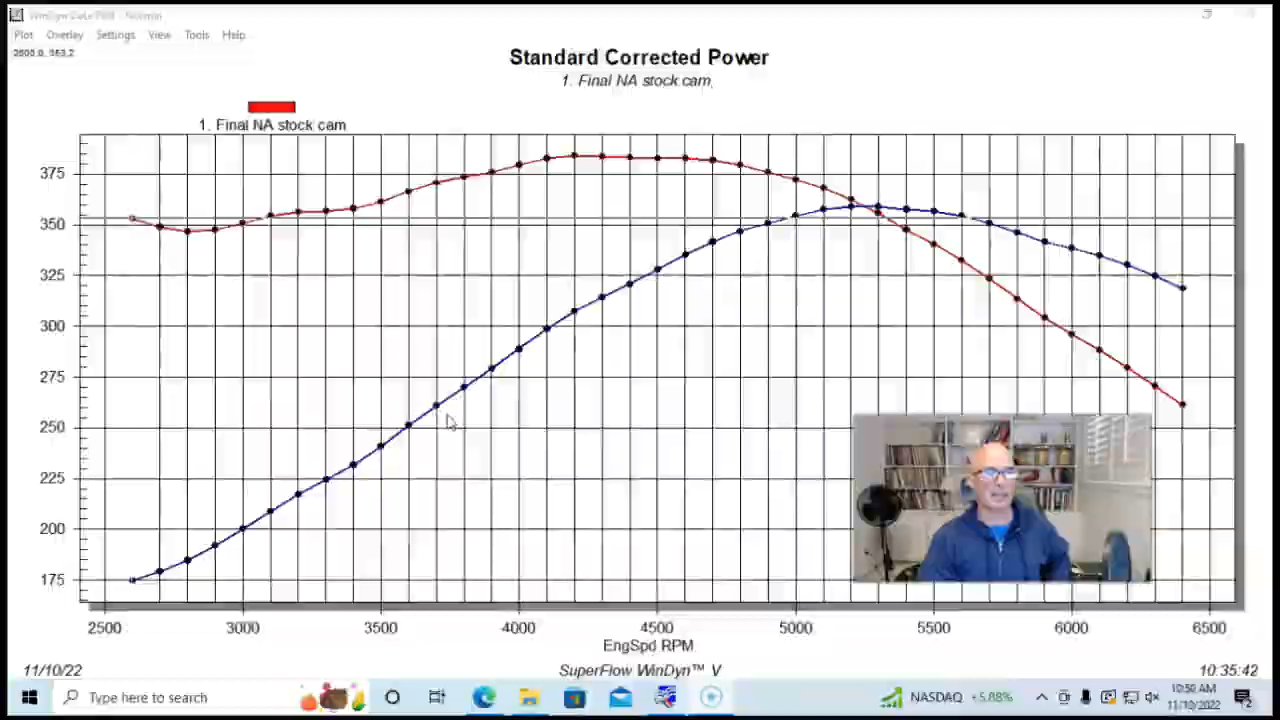 Plot Overlay Settings View Tools Help
Standard Corrected Power
1. Final NA stock cam
1. Final NA stock cam
375
350
325
300
275
250
225
200
175
2500 3000 3500 4000 4500 5000 5500 6000 6500
EngSpd RPM
11/10/22 SuperFlow WinDyn™ V 10:35:42
Type here to search NASDAQ +5.08% 10:50 AM
11/10/2022